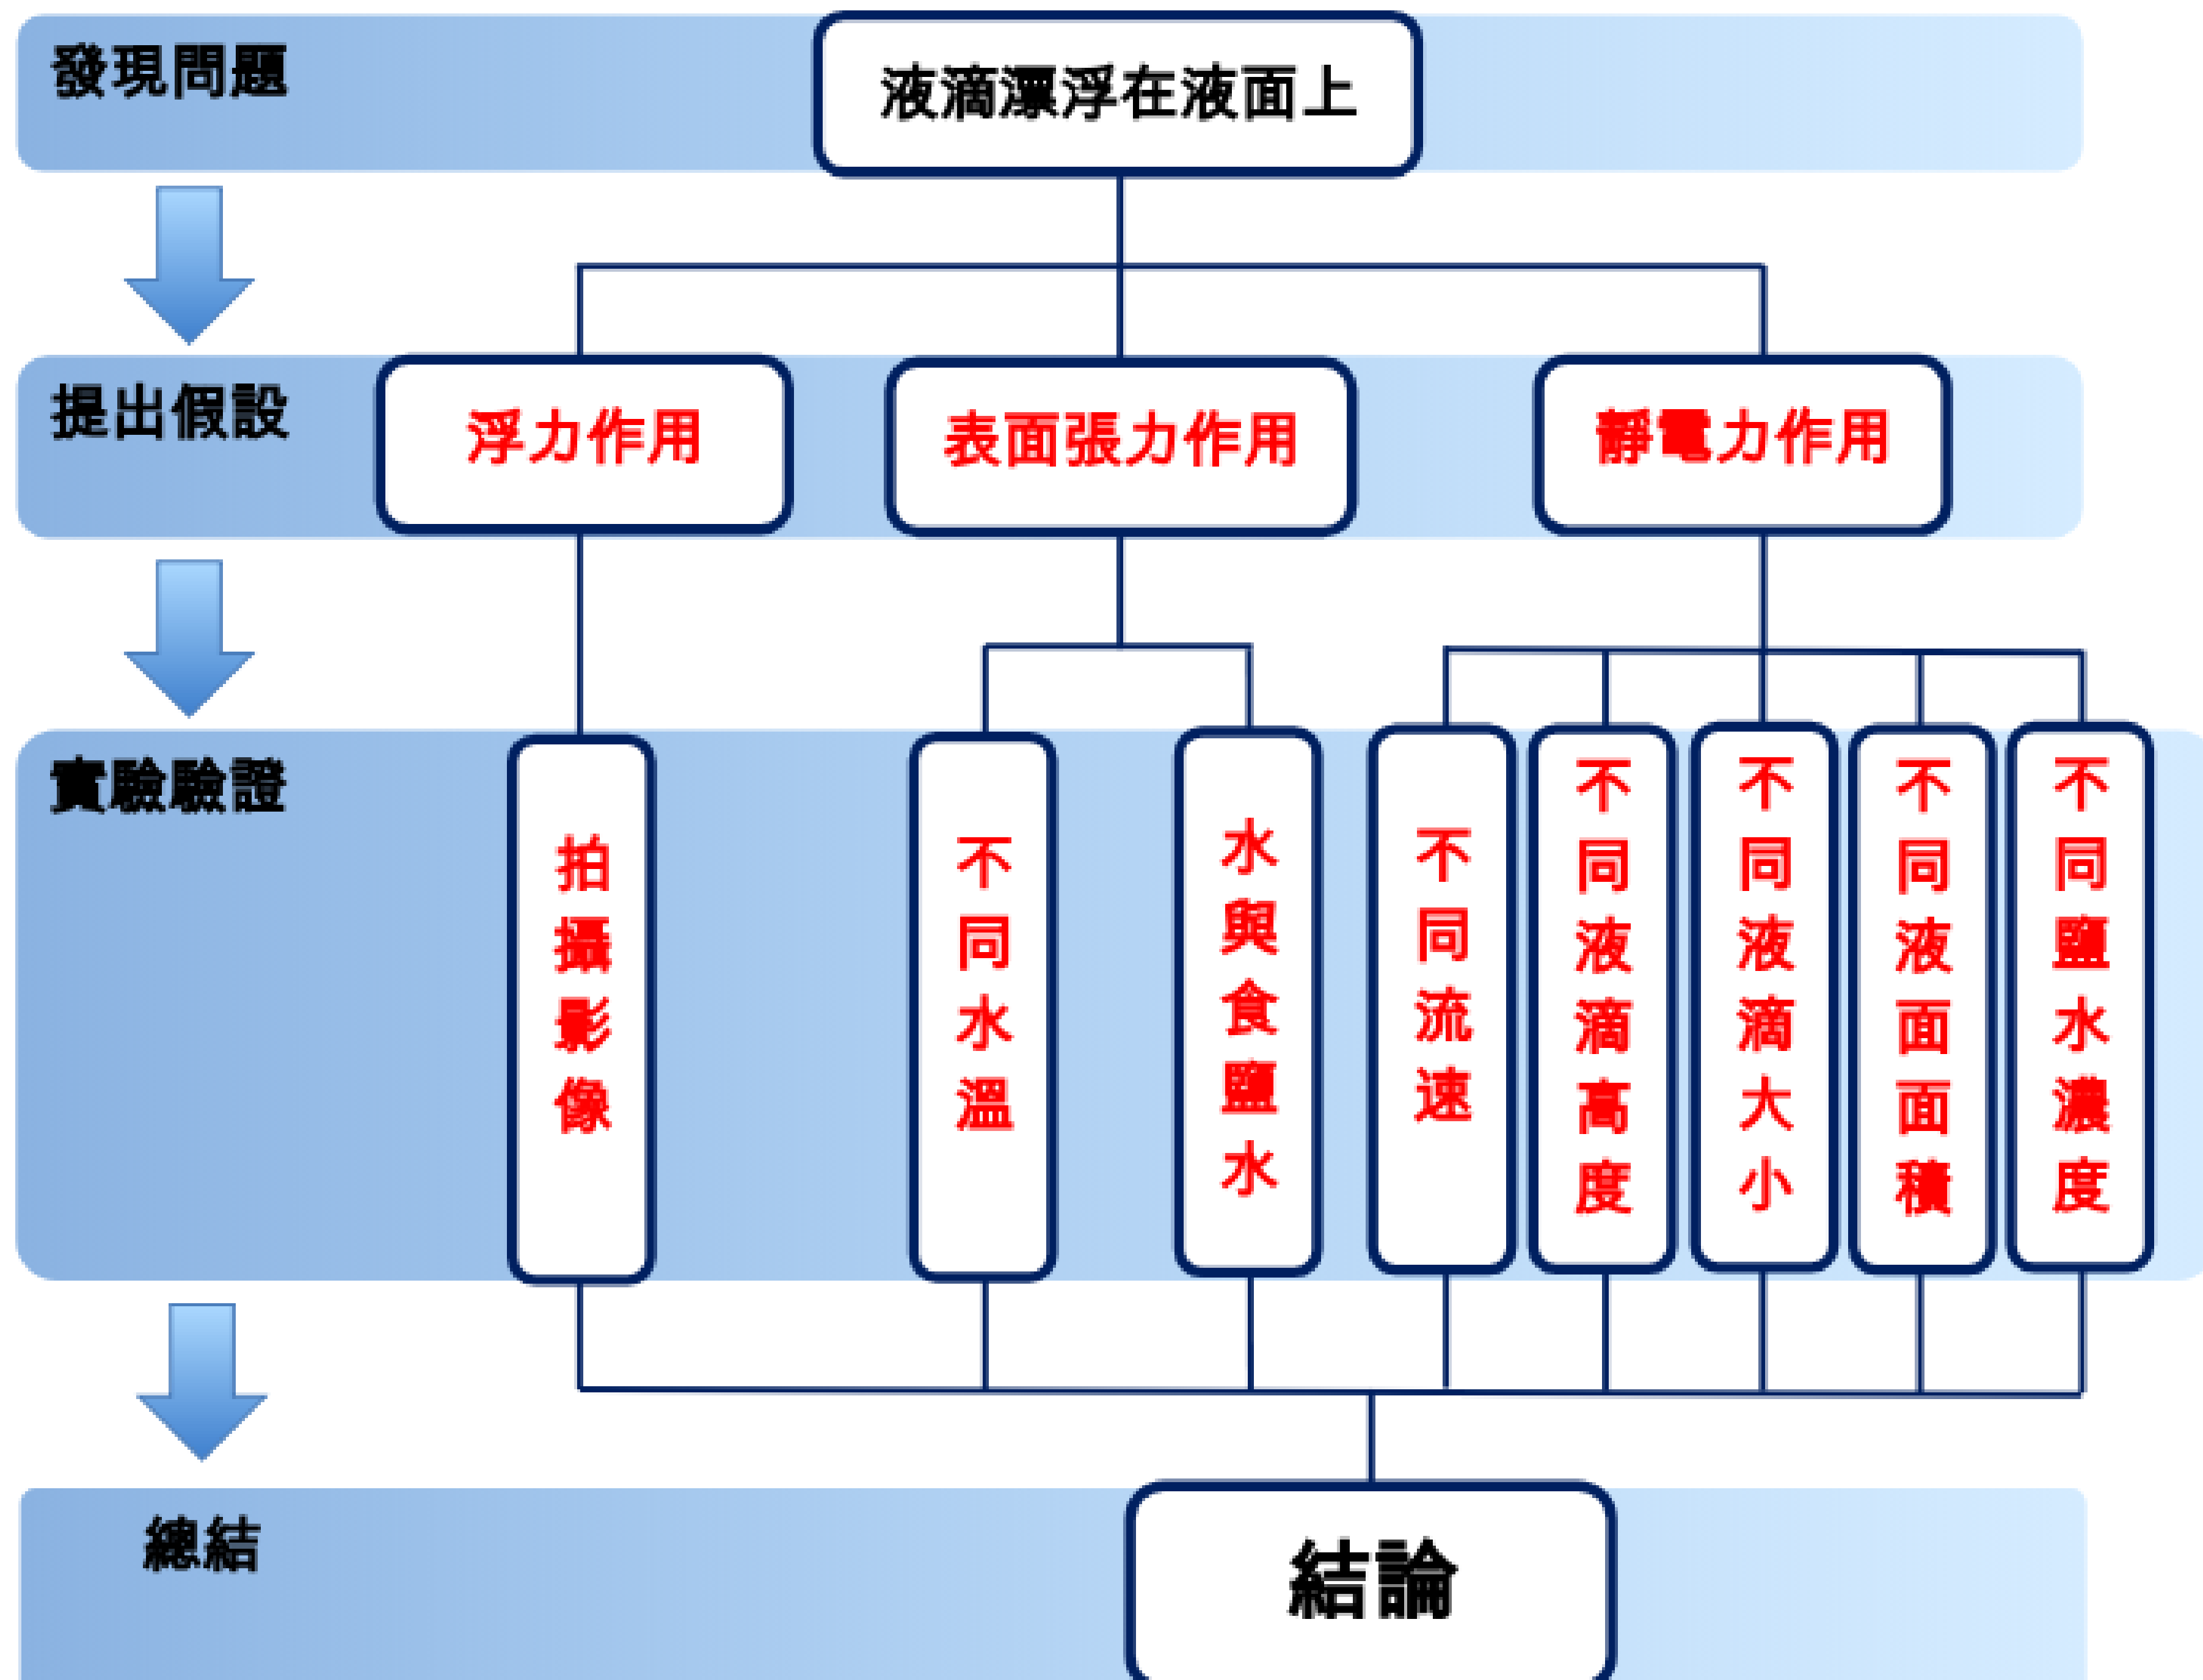 發現問題
液滴漂浮在液面上
提出假設
浮力作用
表面張力作用
靜電力作用
實驗驗證
拍攝影像
不同水溫
水與食鹽水
不同流速
不同液滴高度
不同液滴大小
不同液面面積
不同鹽水濃度
總結
結論